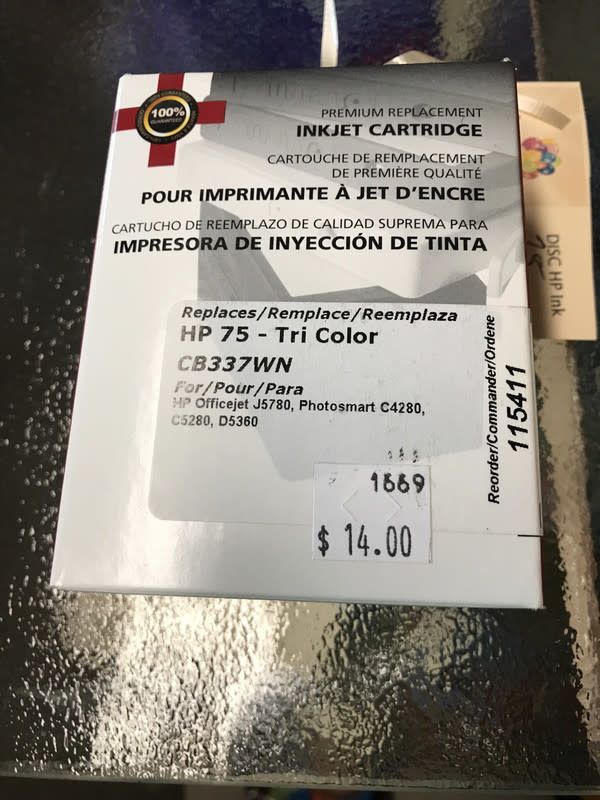 100%
GUARANTEED
PREMIUM REPLACEMENT
INKJET CARTRIDGE
CARTOUCHE DE REMPLACEMENT
DE PREMIÈRE QUALITÉ
POUR IMPRIMANTE À JET D'ENCRE
CARTUCHO DE REEMPLAZO DE CALIDAD SUPREMA PARA
IMPRESORA DE INYECCIÓN DE TINTA
Replaces/Remplace/Reemplaza
HP 75 - Tri Color
CB337WN
For/Pour/Para
HP Officejet J5780, Photosmart C4280,
C5280, D5360
Reorder/Commander/Ordene
115411
1669
$ 14.00
DISC HP Ink